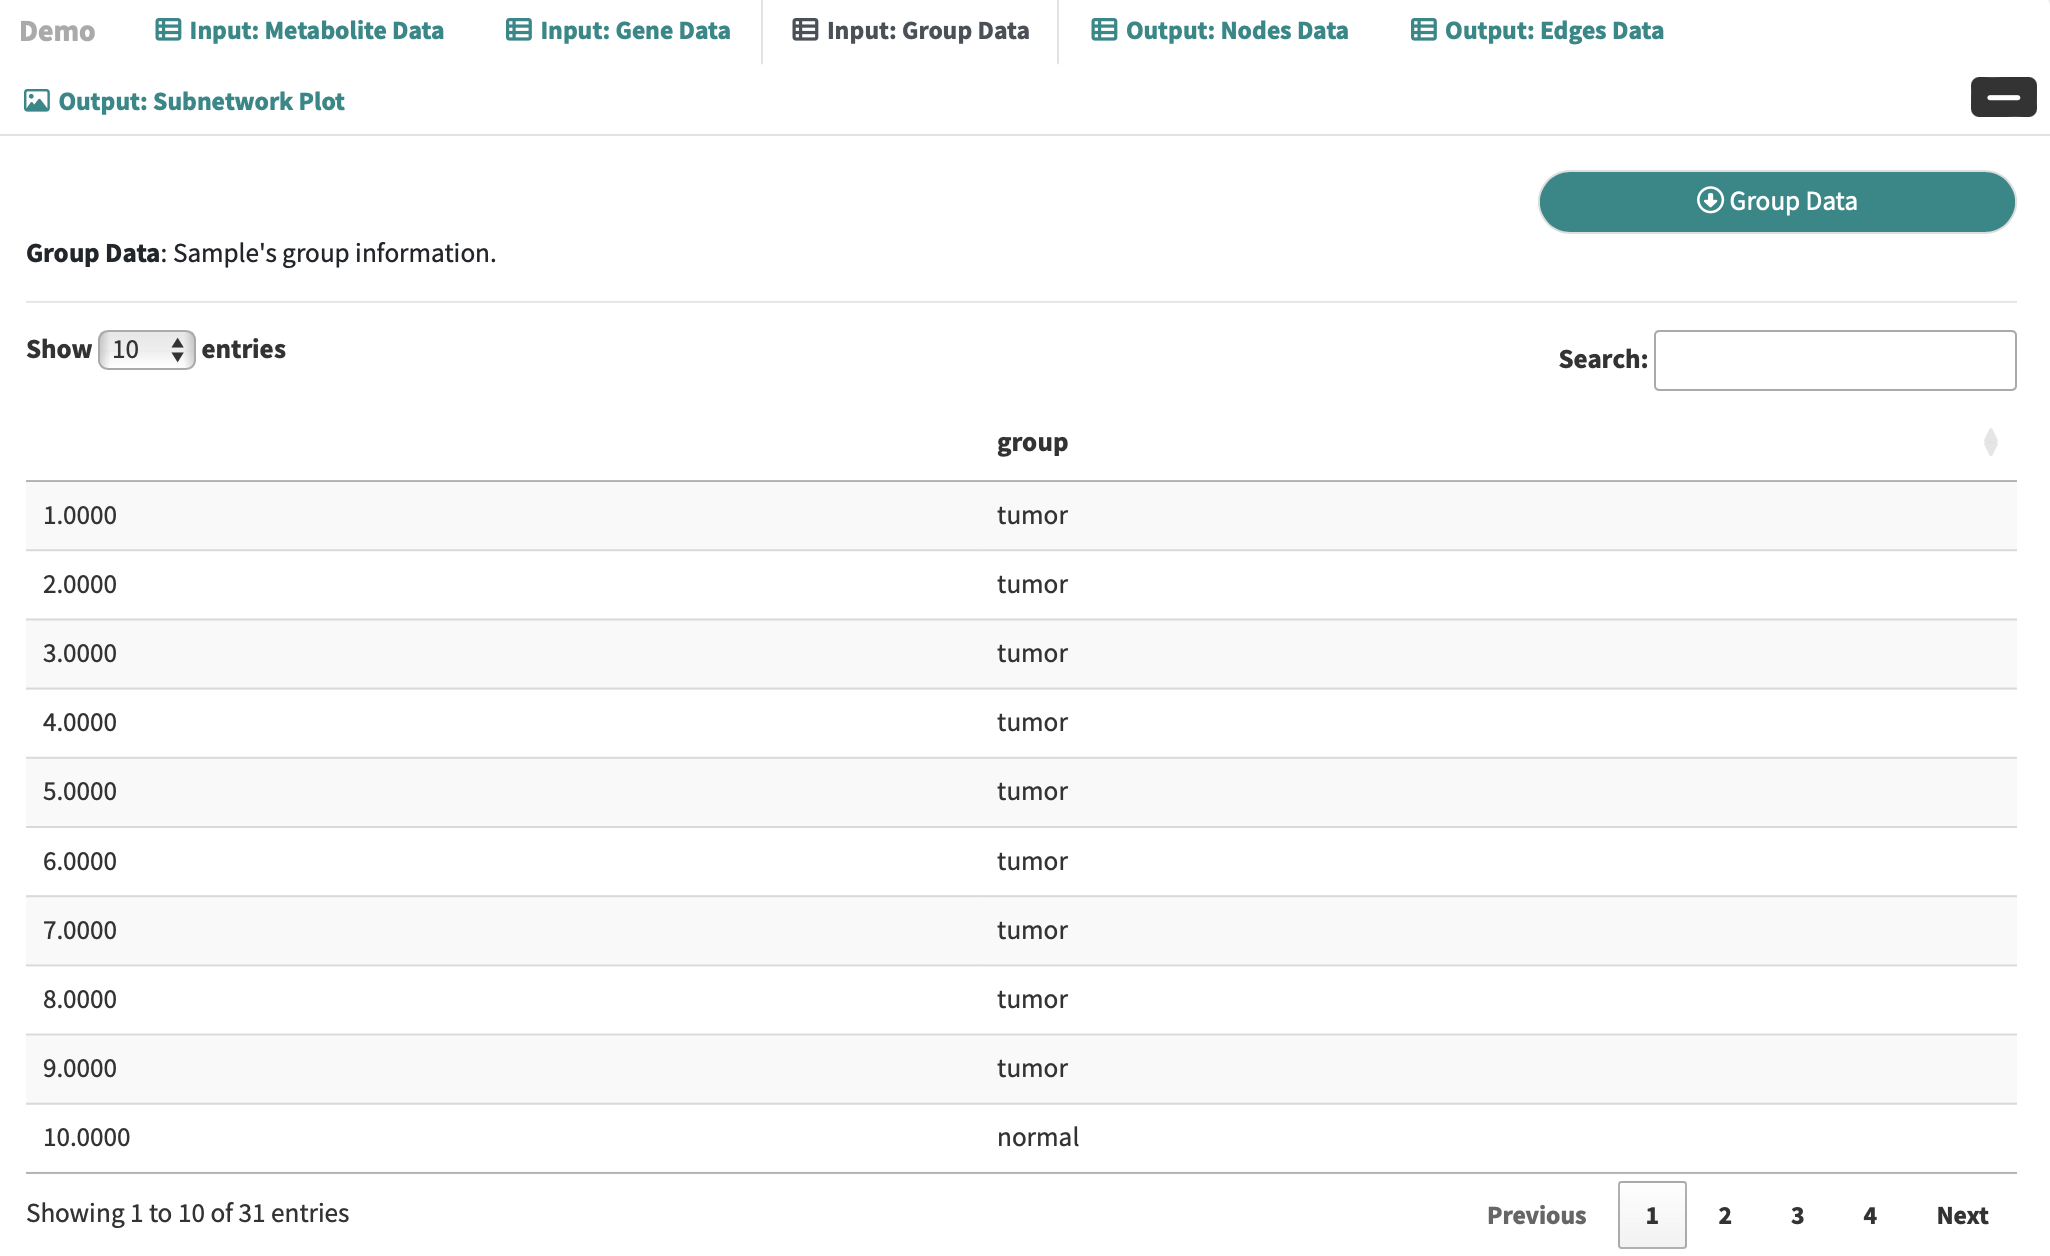 Demo Input: Metabolite Data Input: Gene Data Input: Group Data Output: Nodes Data Output: Edges Data
Output: Subnetwork Plot
Group Data
Group Data: Sample's group information.
Show 10 entries Search:
group
1.0000 tumor
2.0000 tumor
3.0000 tumor
4.0000 tumor
5.0000 tumor
6.0000 tumor
7.0000 tumor
8.0000 tumor
9.0000 tumor
10.0000 normal
Showing 1 to 10 of 31 entries Previous 1 2 3 4 Next